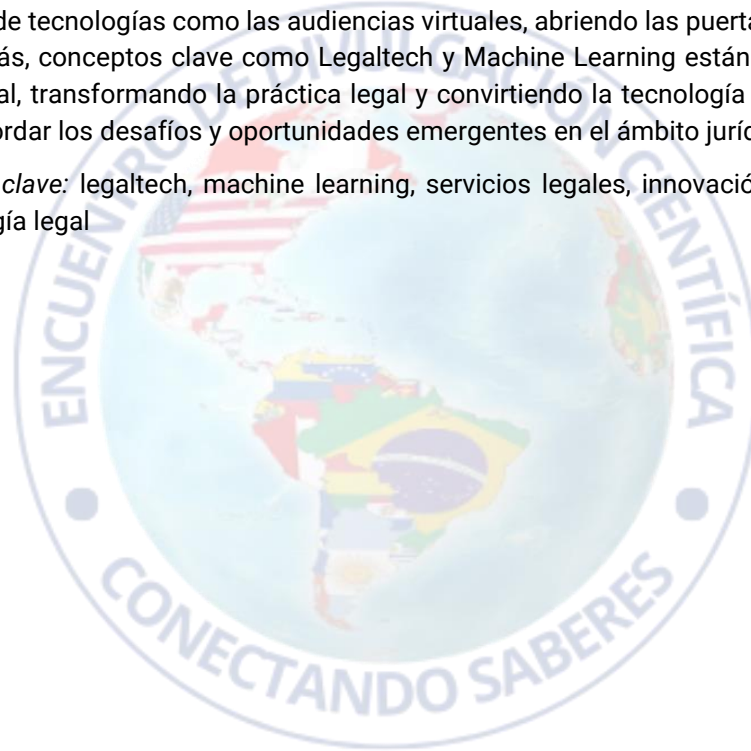 de tecnologías como las audiencias virtuales, abriendo las puerta
ás, conceptos clave como Legaltech y Machine Learning están
al, transformando la práctica legal y convirtiendo la tecnología
ordar los desafíos y oportunidades emergentes en el ámbito juríd
clave: legaltech, machine learning, servicios legales, innovació
gía legal
ENCUENTRO DE DIVULGACIÓN CIENTÍFICA
CONECTANDO SABERES